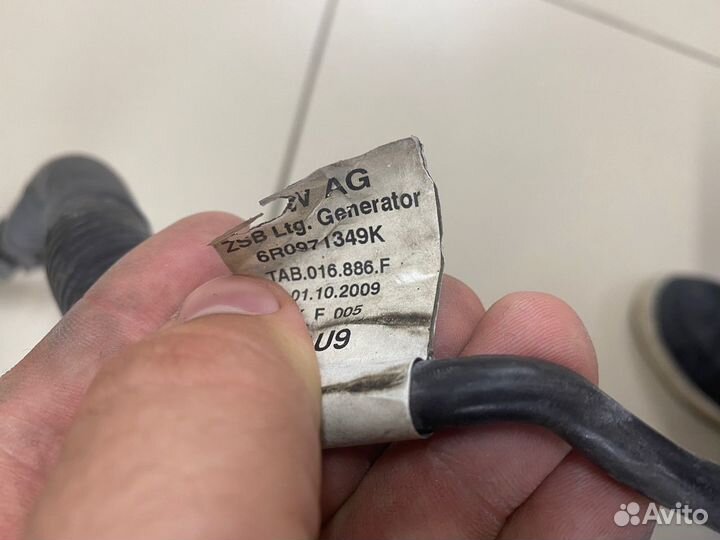 W AG
ZSB Ltg. Generator
6R0971349K
TAB.016.886.F
01.10.2009
F 005
U9
Avito